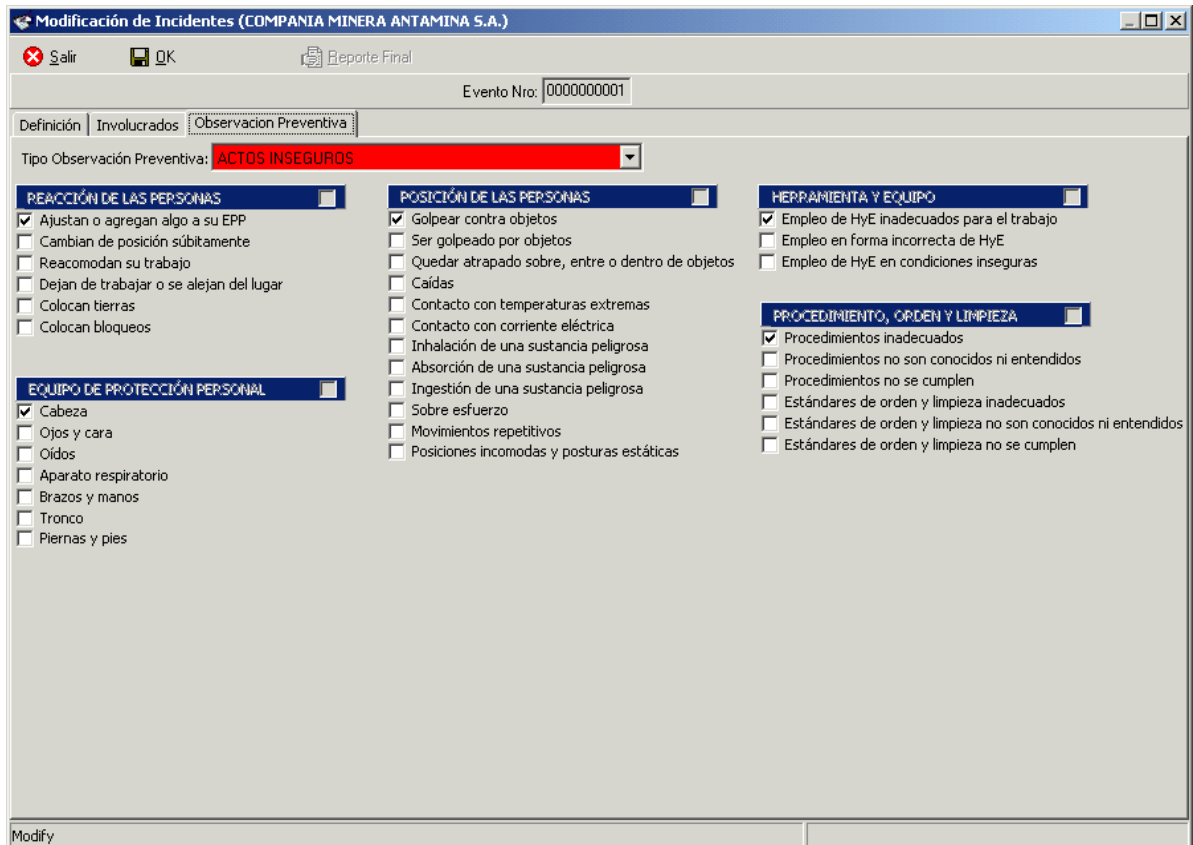 Modificación de Incidentes (COMPANIA MINERA ANTAMINA S.A.)
Salir OK Reporte Final
Evento Nro: 0000000001
Definición Involucrados Observacion Preventiva
Tipo Observación Preventiva: ACTOS INSEGUROS
REACCIÓN DE LAS PERSONAS
Ajustan o agregan algo a su EPP
Cambian de posición súbitamente
Reacomodan su trabajo
Dejan de trabajar o se alejan del lugar
Colocan tierras
Colocan bloqueos
EQUIPO DE PROTECCIÓN PERSONAL
Cabeza
Ojos y cara
Oídos
Aparato respiratorio
Brazos y manos
Tronco
Piernas y pies
POSICIÓN DE LAS PERSONAS
Golpear contra objetos
Ser golpeado por objetos
Quedar atrapado sobre, entre o dentro de objetos
Caídas
Contacto con temperaturas extremas
Contacto con corriente eléctrica
Inhalación de una sustancia peligrosa
Absorción de una sustancia peligrosa
Ingestión de una sustancia peligrosa
Sobre esfuerzo
Movimientos repetitivos
Posiciones incomodas y posturas estáticas
HERRAMIENTA Y EQUIPO
Empleo de HyE inadecuados para el trabajo
Empleo en forma incorrecta de HyE
Empleo de HyE en condiciones inseguras
PROCEDIMIENTO, ORDEN Y LIMPIEZA
Procedimientos inadecuados
Procedimientos no son conocidos ni entendidos
Procedimientos no se cumplen
Estándares de orden y limpieza inadecuados
Estándares de orden y limpieza no son conocidos ni entendidos
Estándares de orden y limpieza no se cumplen
Modify